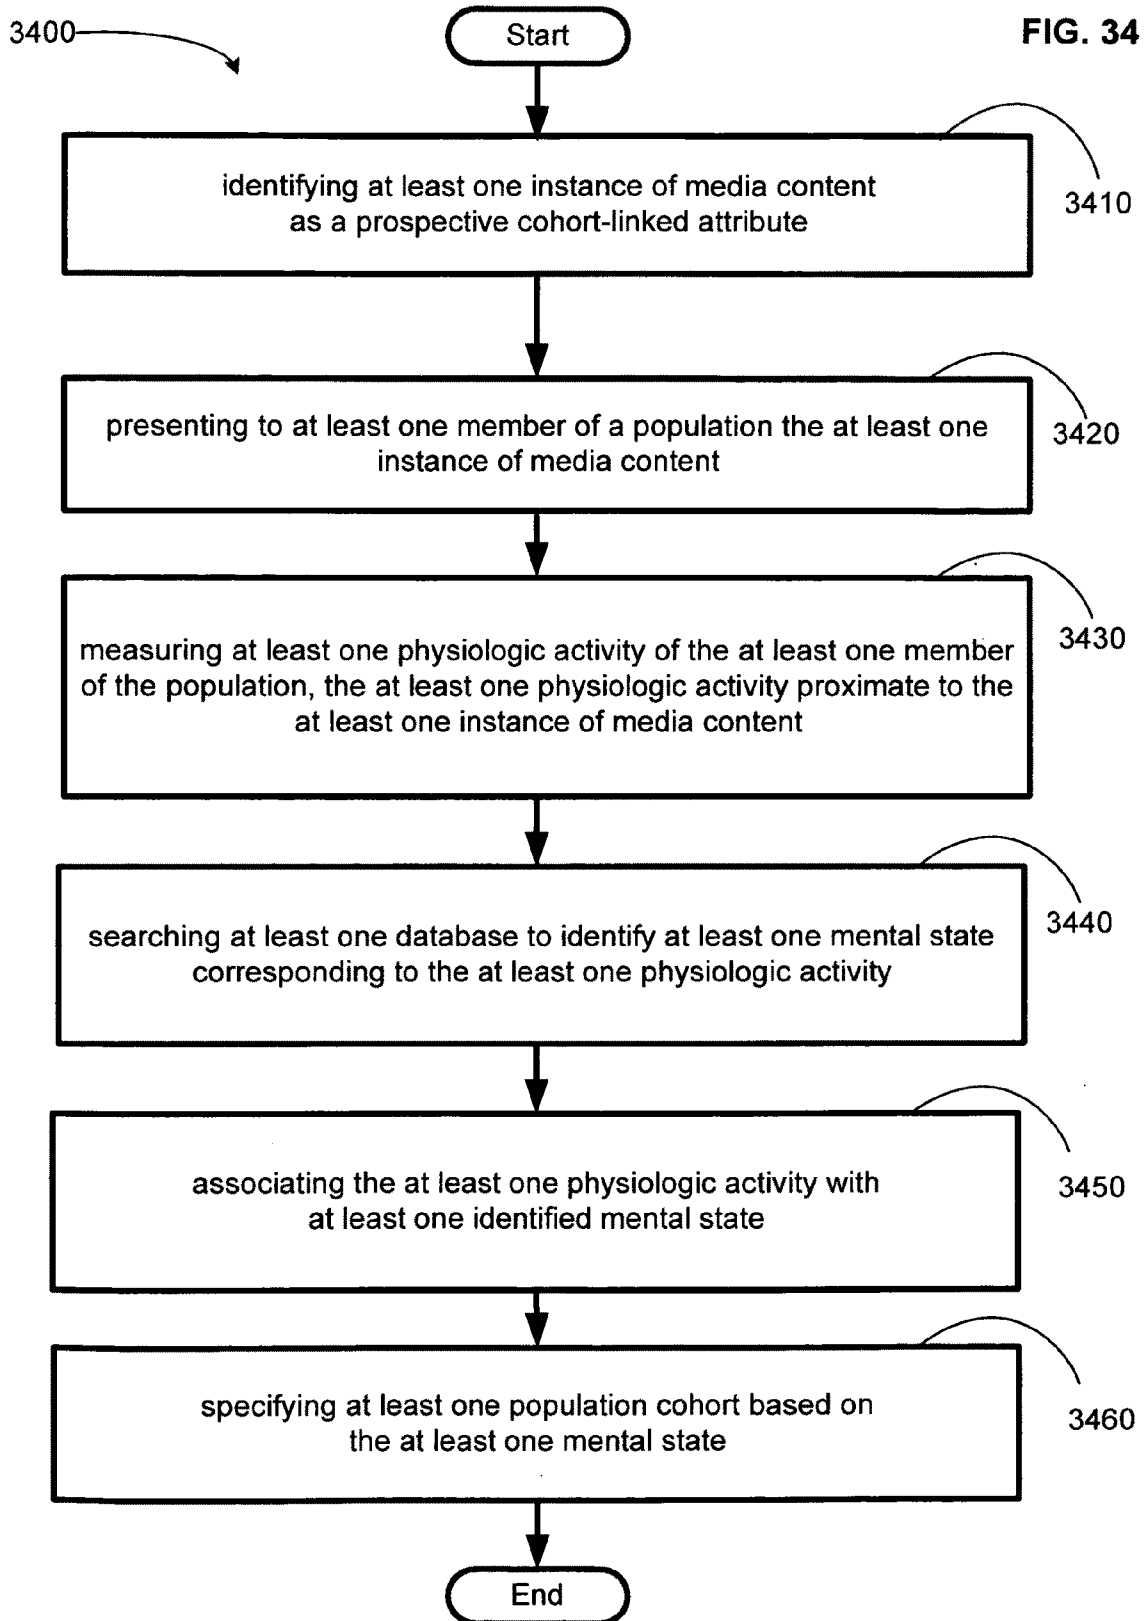 3400
Start
FIG. 34
identifying at least one instance of media content
as a prospective cohort-linked attribute
3410
presenting to at least one member of a population the at least one
instance of media content
3420
measuring at least one physiologic activity of the at least one member
of the population, the at least one physiologic activity proximate to the
at least one instance of media content
3430
searching at least one database to identify at least one mental state
corresponding to the at least one physiologic activity
3440
associating the at least one physiologic activity with
at least one identified mental state
3450
specifying at least one population cohort based on
the at least one mental state
3460
End